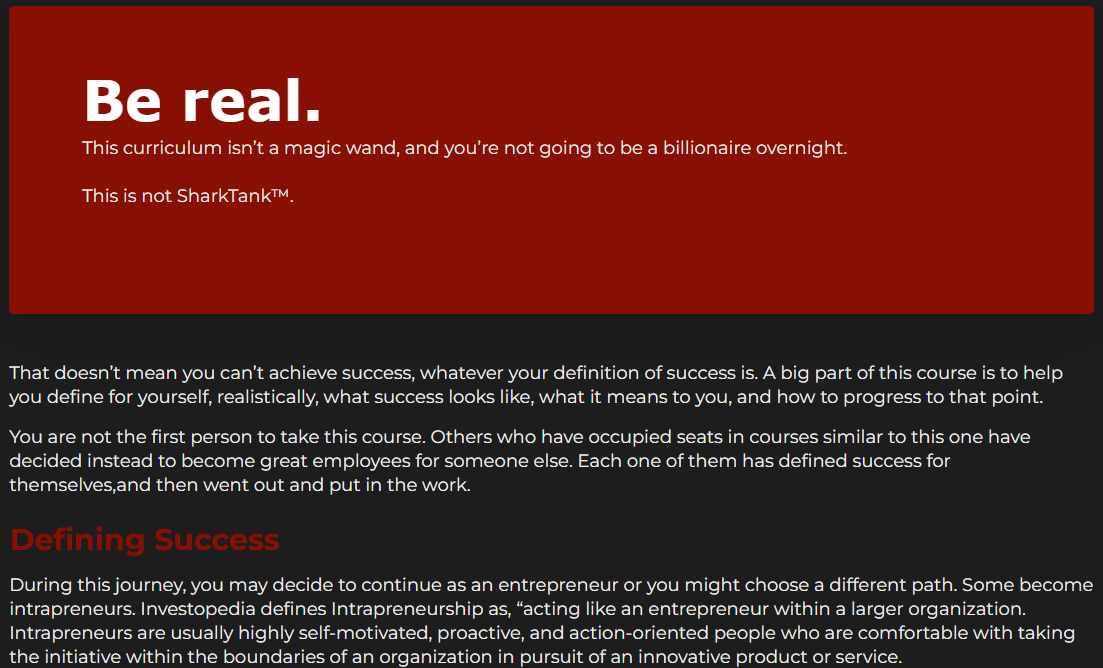 Be real.
This curriculum isn’t a magic wand, and you’re not going to be a billionaire overnight.
This is not SharkTank™.
That doesn’t mean you can’t achieve success, whatever your definition of success is. A big part of this course is to help
you define for yourself, realistically, what success looks like, what it means to you, and how to progress to that point.
You are not the first person to take this course. Others who have occupied seats in courses similar to this one have
decided instead to become great employees for someone else. Each one of them has defined success for
themselves,and then went out and put in the work.
Defining Success
During this journey, you may decide to continue as an entrepreneur or you might choose a different path. Some become
intrapreneurs. Investopedia defines Intrapreneurship as, “acting like an entrepreneur within a larger organization.
Intrapreneurs are usually highly self-motivated, proactive, and action-oriented people who are comfortable with taking
the initiative within the boundaries of an organization in pursuit of an innovative product or service.